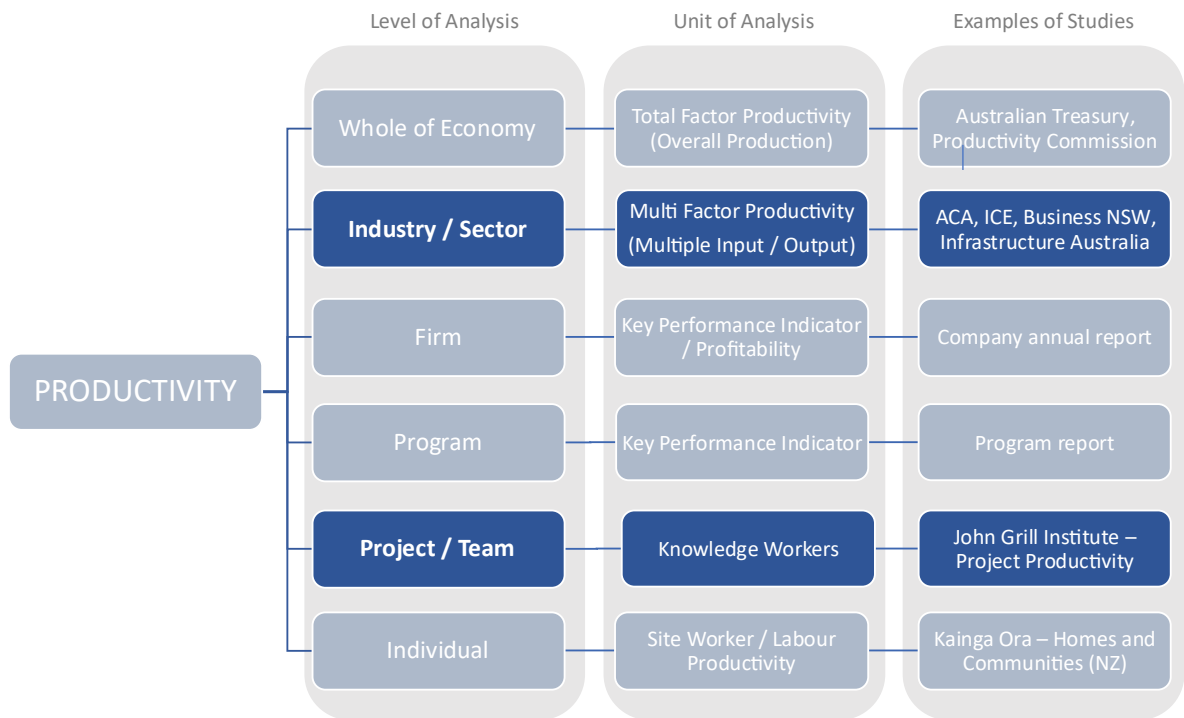 Level of Analysis
Unit of Analysis
Examples of Studies
PRODUCTIVITY
Whole of Economy
Total Factor Productivity
(Overall Production)
Australian Treasury,
Productivity Commission
Industry / Sector
Multi Factor Productivity
(Multiple Input / Output)
ACA, ICE, Business NSW,
Infrastructure Australia
Firm
Key Performance Indicator
/ Profitability
Company annual report
Program
Key Performance Indicator
Program report
Project / Team
Knowledge Workers
John Grill Institute –
Project Productivity
Individual
Site Worker / Labour
Productivity
Kainga Ora – Homes and
Communities (NZ)